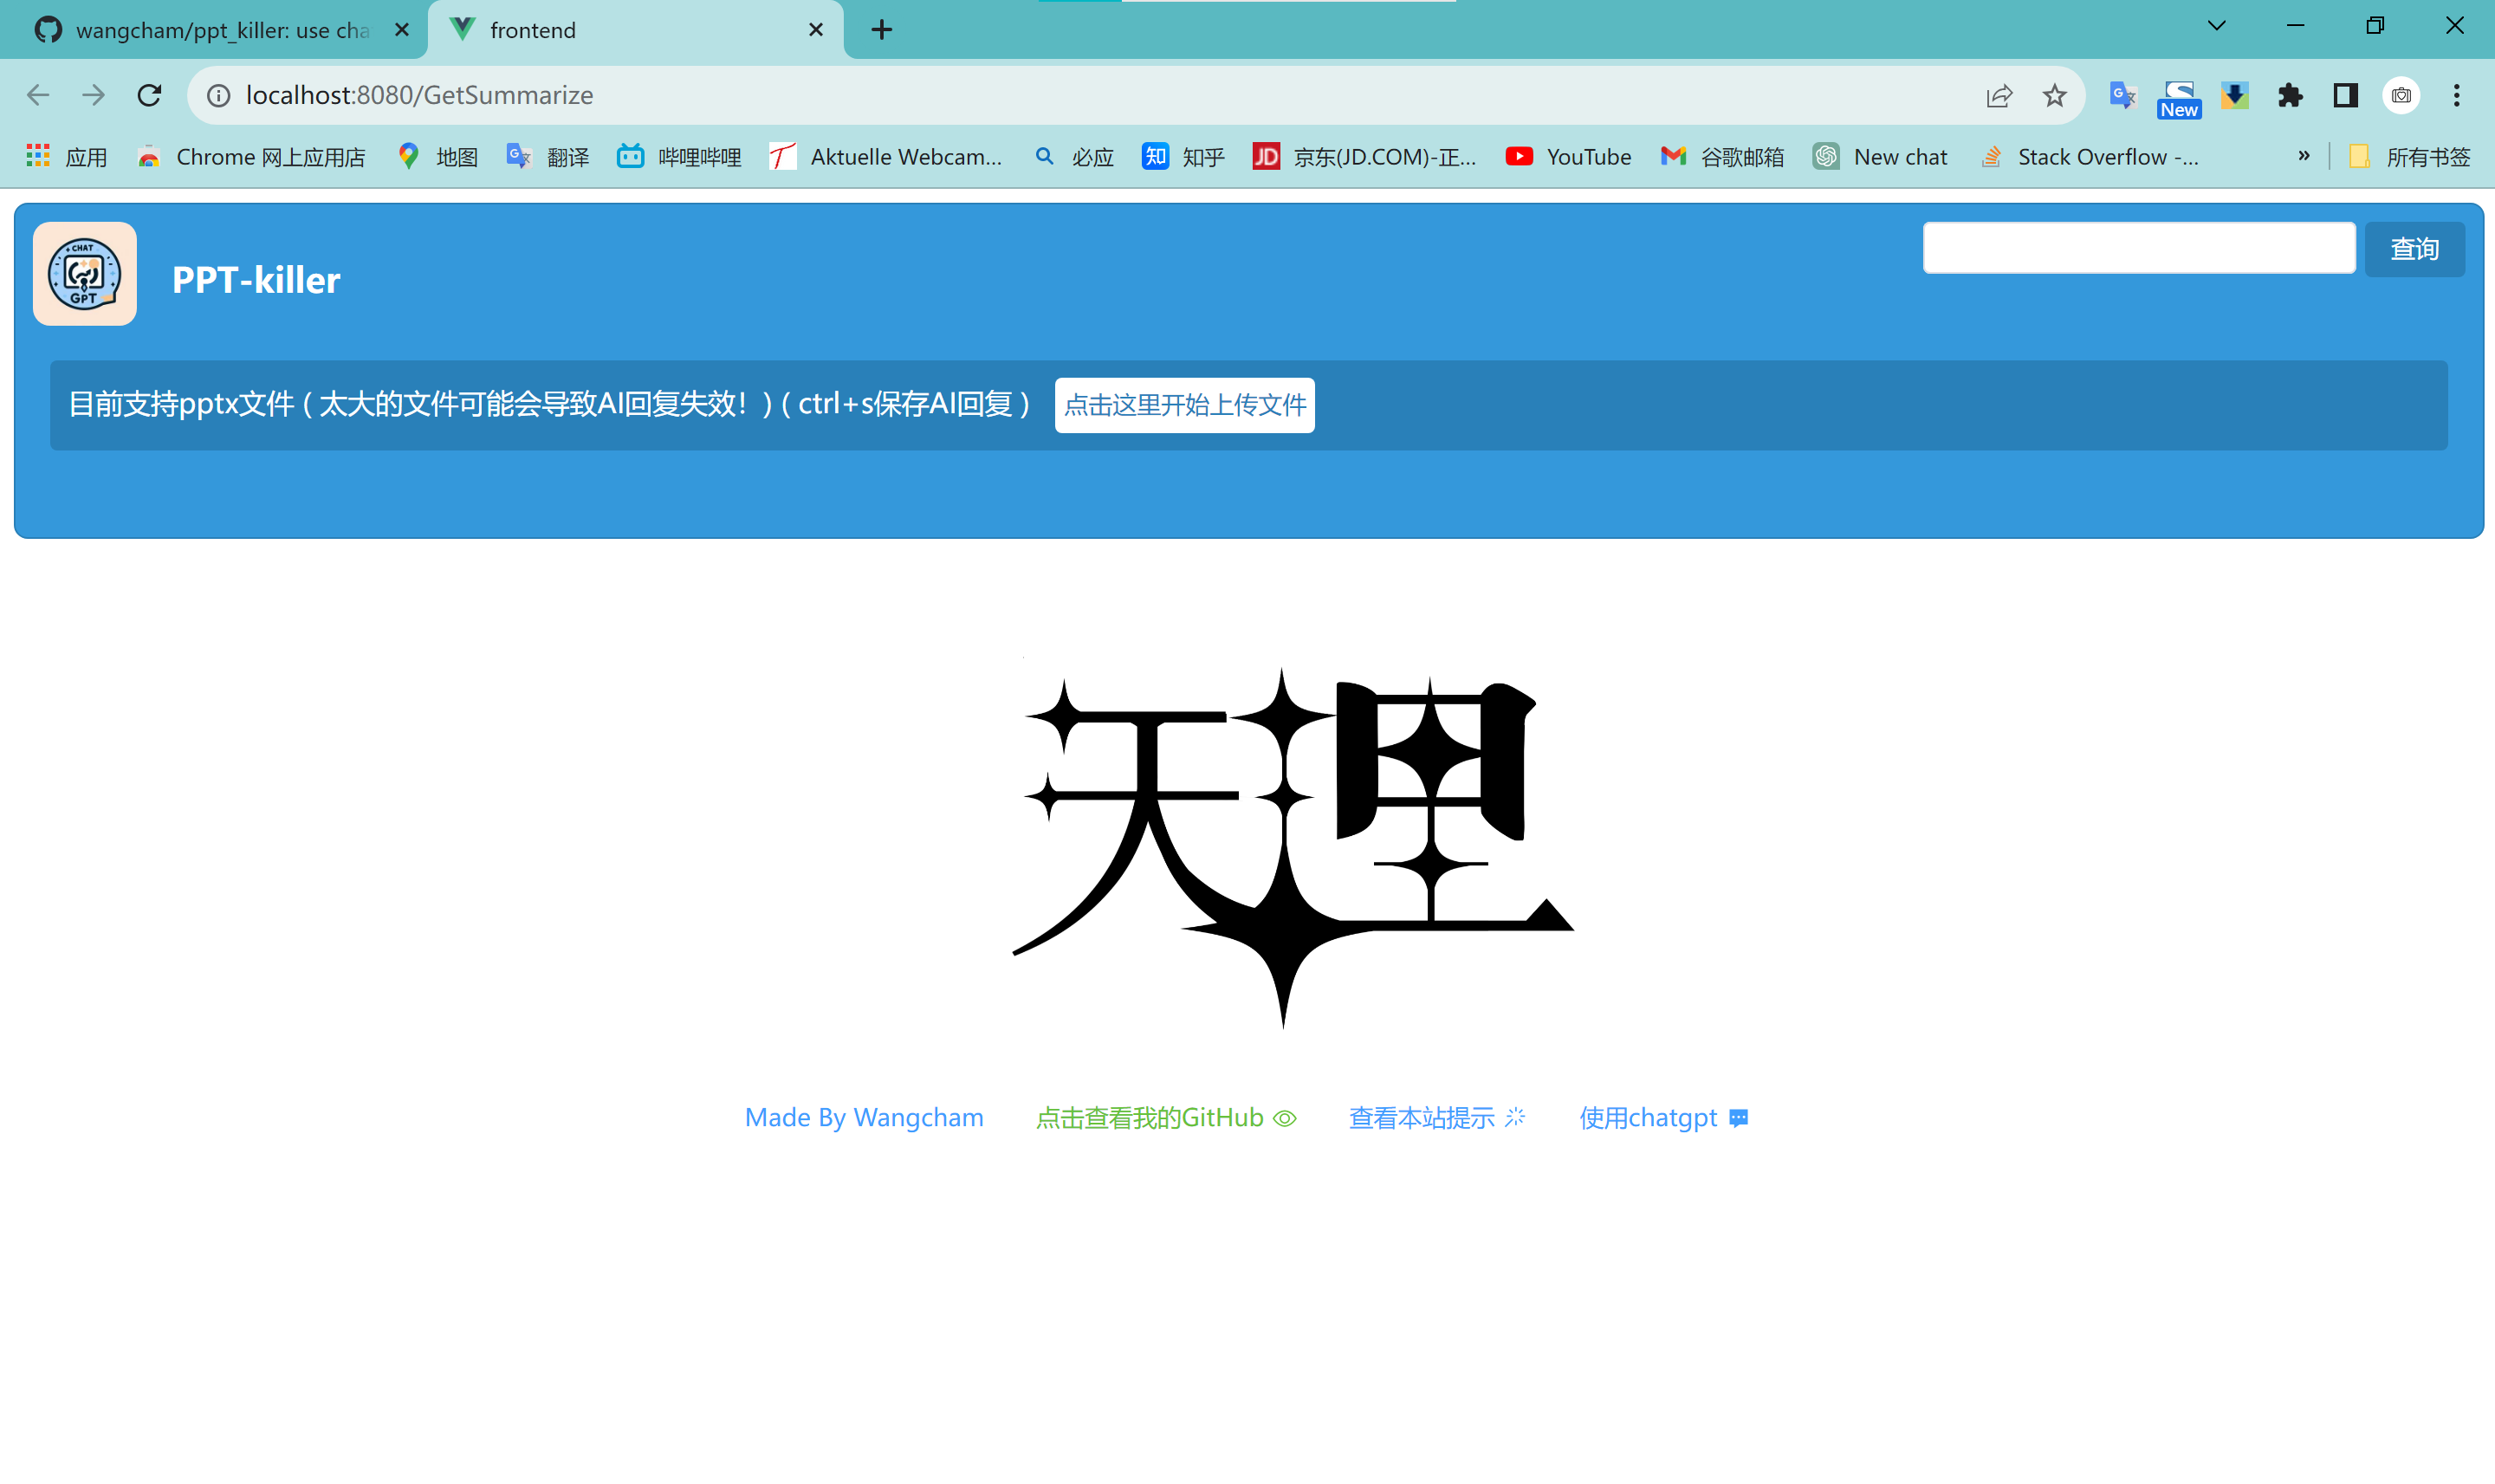 wangcham/ppt_killer: use cha
frontend
localhost:8080/GetSummarize
New
应用
Chrome 网上应用店
地图
翻译
哔哩哔哩
Aktuelle Webcam...
必应
知 知乎
JD 京东(JD.COM)-正...
YouTube
谷歌邮箱
New chat
Stack Overflow -...
»
所有书签
CHAT
GPT
PPT-killer
查询
目前支持pptx文件 ( 太大的文件可能会导致AI回复失效！) ( ctrl+s保存AI回复 )
点击这里开始上传文件
天理
Made By Wangcham
点击查看我的GitHub
查看本站提示
使用chatgpt